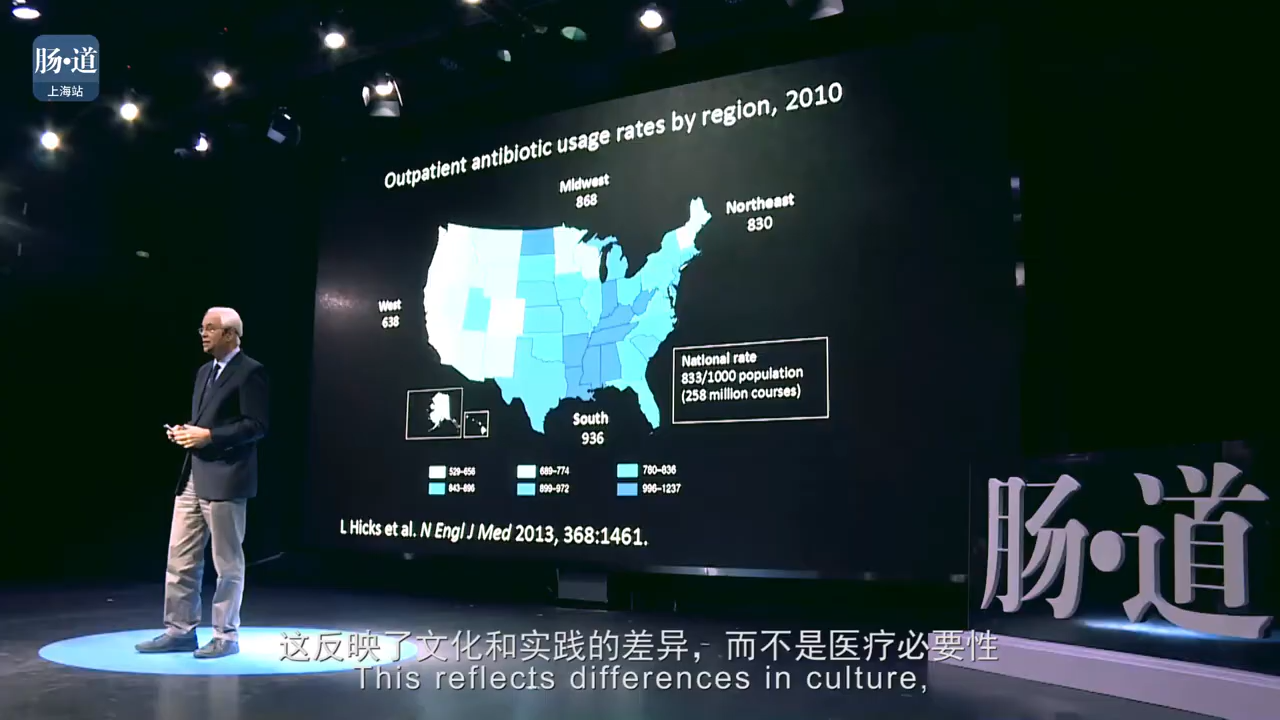 肠·道
上海站
Outpatient antibiotic usage rates by region, 2010
Midwest
868
Northeast
830
West
638
National rate
833/1000 population
(258 million courses)
South
936
529–656
689–774
780–836
843–896
899–972
996–1237
L Hicks et al. N Engl J Med 2013, 368:1461.
肠·道
这反映了文化和实践的差异，而不是医疗必要性
This reflects differences in culture,